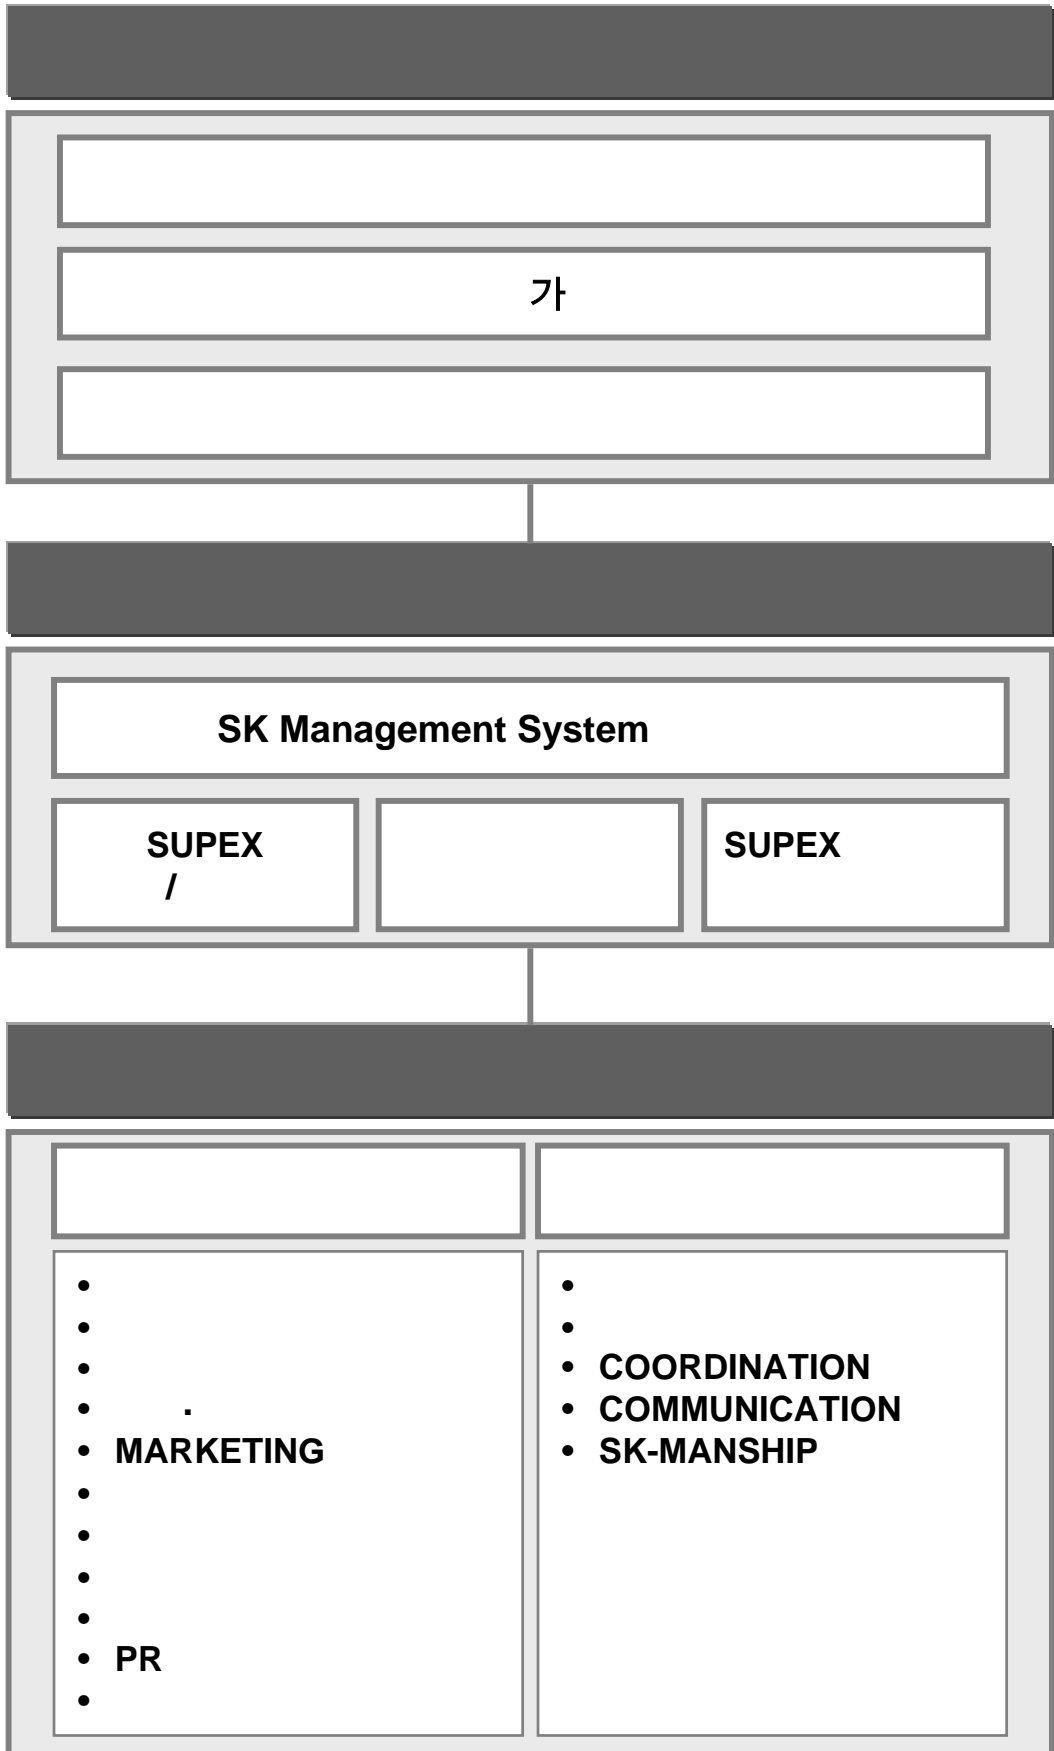 가
SK Management System
SUPEX
/
SUPEX
•
•
•
• .
• MARKETING
•
•
•
•
• PR
•
•
•
• COORDINATION
• COMMUNICATION
• SK-MANSHIP